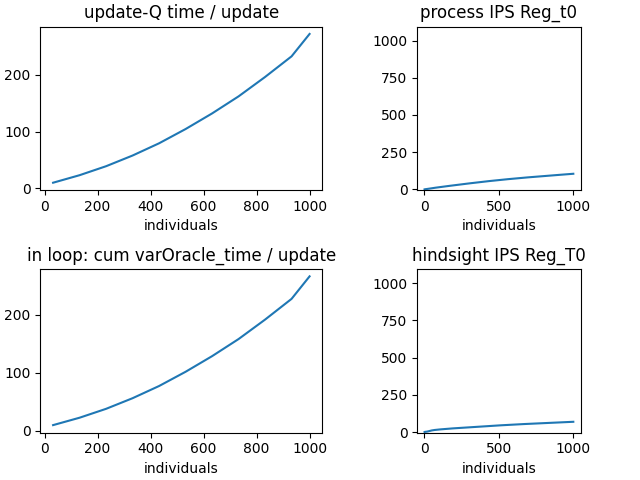 update-Q time / update
200
100
0
0 200 400 600 800 1000
individuals
process IPS Reg_t0
1000
750
500
250
0
0 500 1000
individuals
in loop: cum varOracle_time / update
200
100
0
0 200 400 600 800 1000
individuals
hindsight IPS Reg_T0
1000
750
500
250
0
0 500 1000
individuals